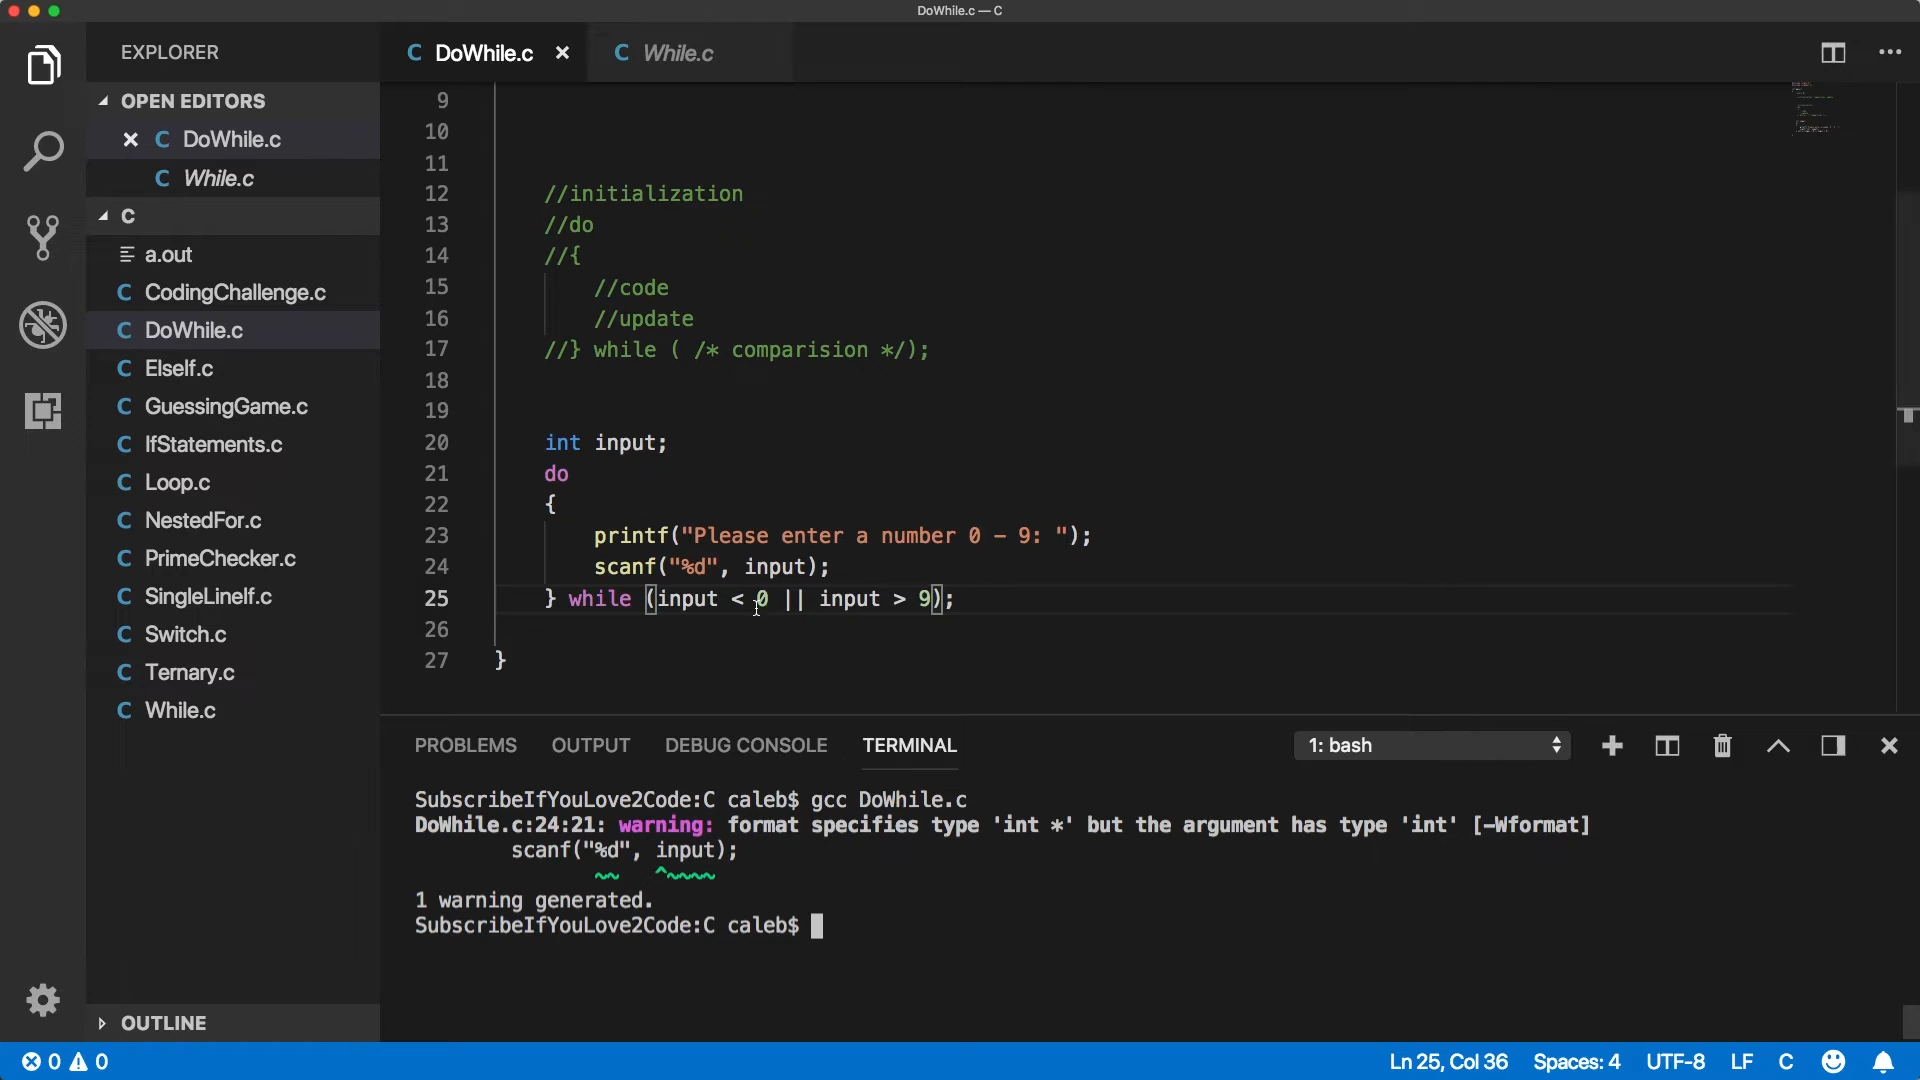 DoWhile.c — C
EXPLORER
OPEN EDITORS
C DoWhile.c
C While.c
C
a.out
C CodingChallenge.c
C DoWhile.c
C ElseIf.c
C GuessingGame.c
C IfStatements.c
C Loop.c
C NestedFor.c
C PrimeChecker.c
C SingleLineIf.c
C Switch.c
C Ternary.c
C While.c
OUTLINE
C DoWhile.c
C While.c
9
10
11
12 //initialization
13 //do
14 //{
15 //code
16 //update
17 //} while ( /* comparision */);
18
19
20 int input;
21 do
22 {
23 printf("Please enter a number 0 - 9: ");
24 scanf("%d", input);
25 } while (input < 0 || input > 9);
26
27 }
PROBLEMS OUTPUT DEBUG CONSOLE TERMINAL 1: bash
SubscribeIfYouLove2Code:C caleb$ gcc DoWhile.c
DoWhile.c:24:21: warning: format specifies type 'int *' but the argument has type 'int' [-Wformat]
scanf("%d", input);
~~ ^~~~~
1 warning generated.
SubscribeIfYouLove2Code:C caleb$
0 0 Ln 25, Col 36 Spaces: 4 UTF-8 LF C